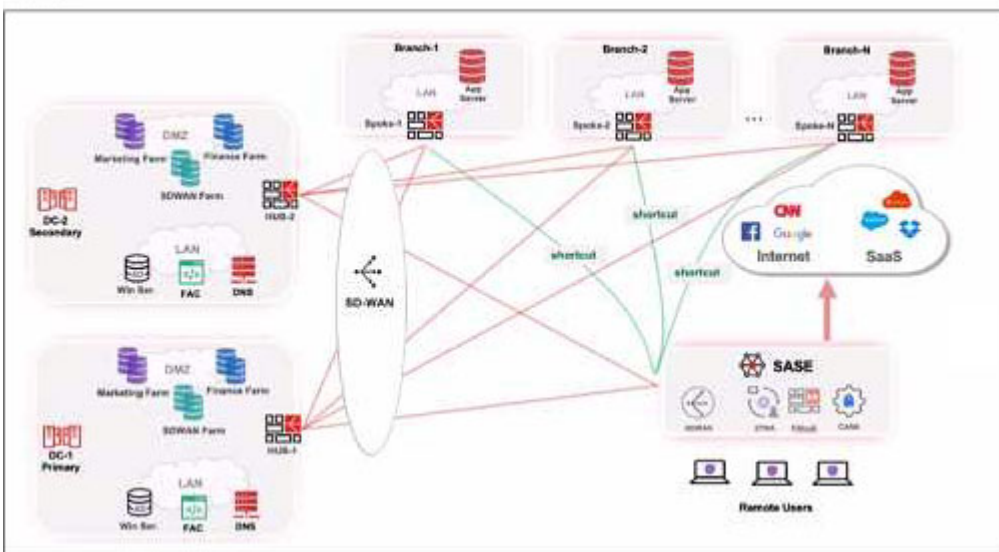 Branch-1
LAN
App
Server
Spoke-1
Branch-2
LAN
App
Server
Spoke-2
...
Branch-N
LAN
App
Server
Spoke-N
DMZ
Marketing Farm
Finance Farm
SDWAN Farm
DC-2
Secondary
HUB-2
LAN
Win Ser.
FAC
DNS
SD-WAN
shortcut
shortcut
shortcut
CNN
Google
Internet
SaaS
DMZ
Marketing Farm
Finance Farm
SDWAN Farm
DC-1
Primary
HUB-1
LAN
Win Ser.
FAC
DNS
SASE
SDWAN
ZTNA
FWaaS
CASB
Remote Users